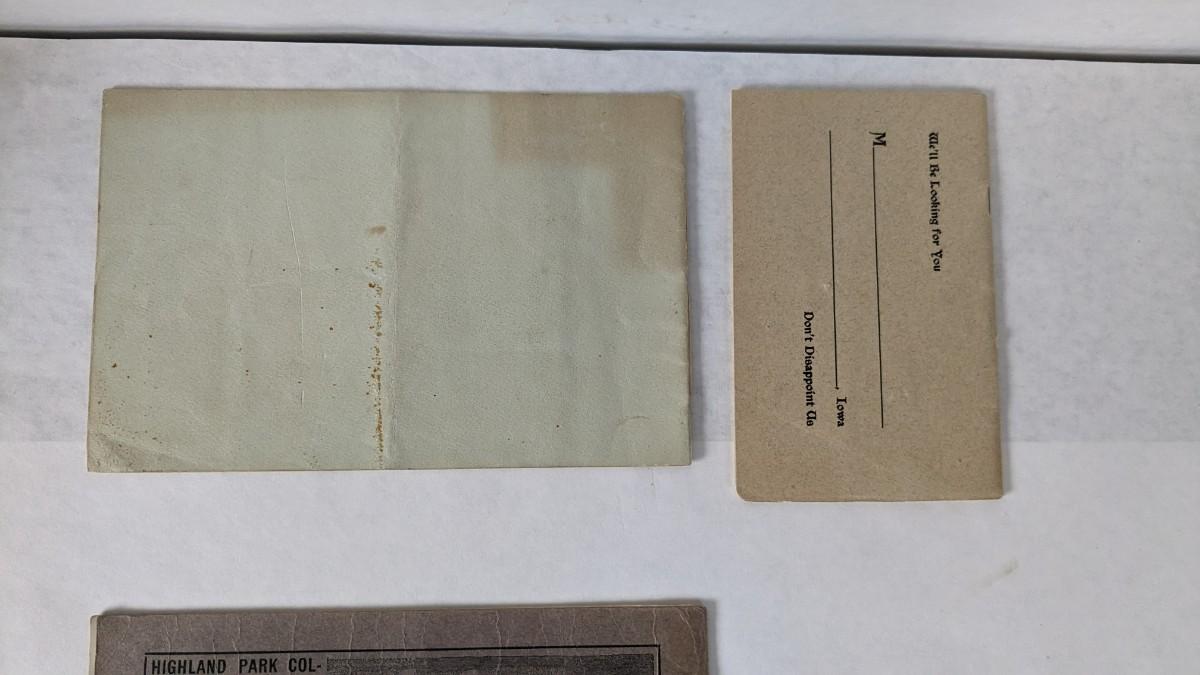 We'll Be Looking for You
M
, Iowa
Don't Disappoint Us
HIGHLAND PARK COL-